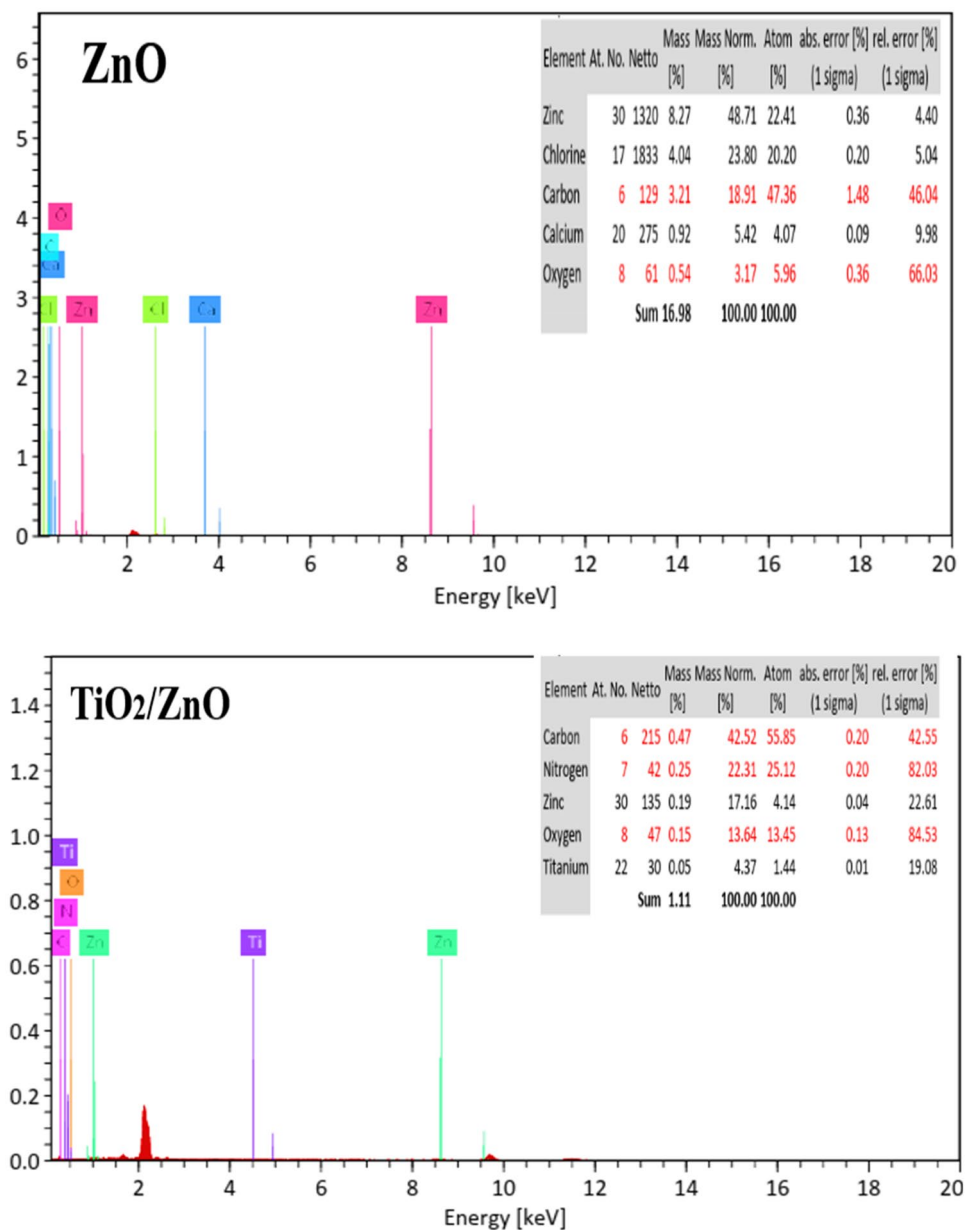 ZnO
Element At. No. Netto Mass Mass Norm. Atom abs. error [%] rel. error [%]
[%] [%] [%] (1 sigma) (1 sigma)
Zinc 30 1320 8.27 48.71 22.41 0.36 4.40
Chlorine 17 1833 4.04 23.80 20.20 0.20 5.04
Carbon 6 129 3.21 18.91 47.36 1.48 46.04
Calcium 20 275 0.92 5.42 4.07 0.09 9.98
Oxygen 8 61 0.54 3.17 5.96 0.36 66.03
Sum 16.98 100.00 100.00
6
5
4
3
2
1
0
O
C
Ca
Cl Zn Cl Ca Zn
2 4 6 8 10 12 14 16 18 20
Energy [keV]
TiO2/ZnO
Element At. No. Netto Mass Mass Norm. Atom abs. error [%] rel. error [%]
[%] [%] [%] (1 sigma) (1 sigma)
Carbon 6 215 0.47 42.52 55.85 0.20 42.55
Nitrogen 7 42 0.25 22.31 25.12 0.20 82.03
Zinc 30 135 0.19 17.16 4.14 0.04 22.61
Oxygen 8 47 0.15 13.64 13.45 0.13 84.53
Titanium 22 30 0.05 4.37 1.44 0.01 19.08
Sum 1.11 100.00 100.00
1.4
1.2
1.0
0.8
0.6
0.4
0.2
0.0
Ti
O
N
C Zn Ti Zn
2 4 6 8 10 12 14 16 18 20
Energy [keV]